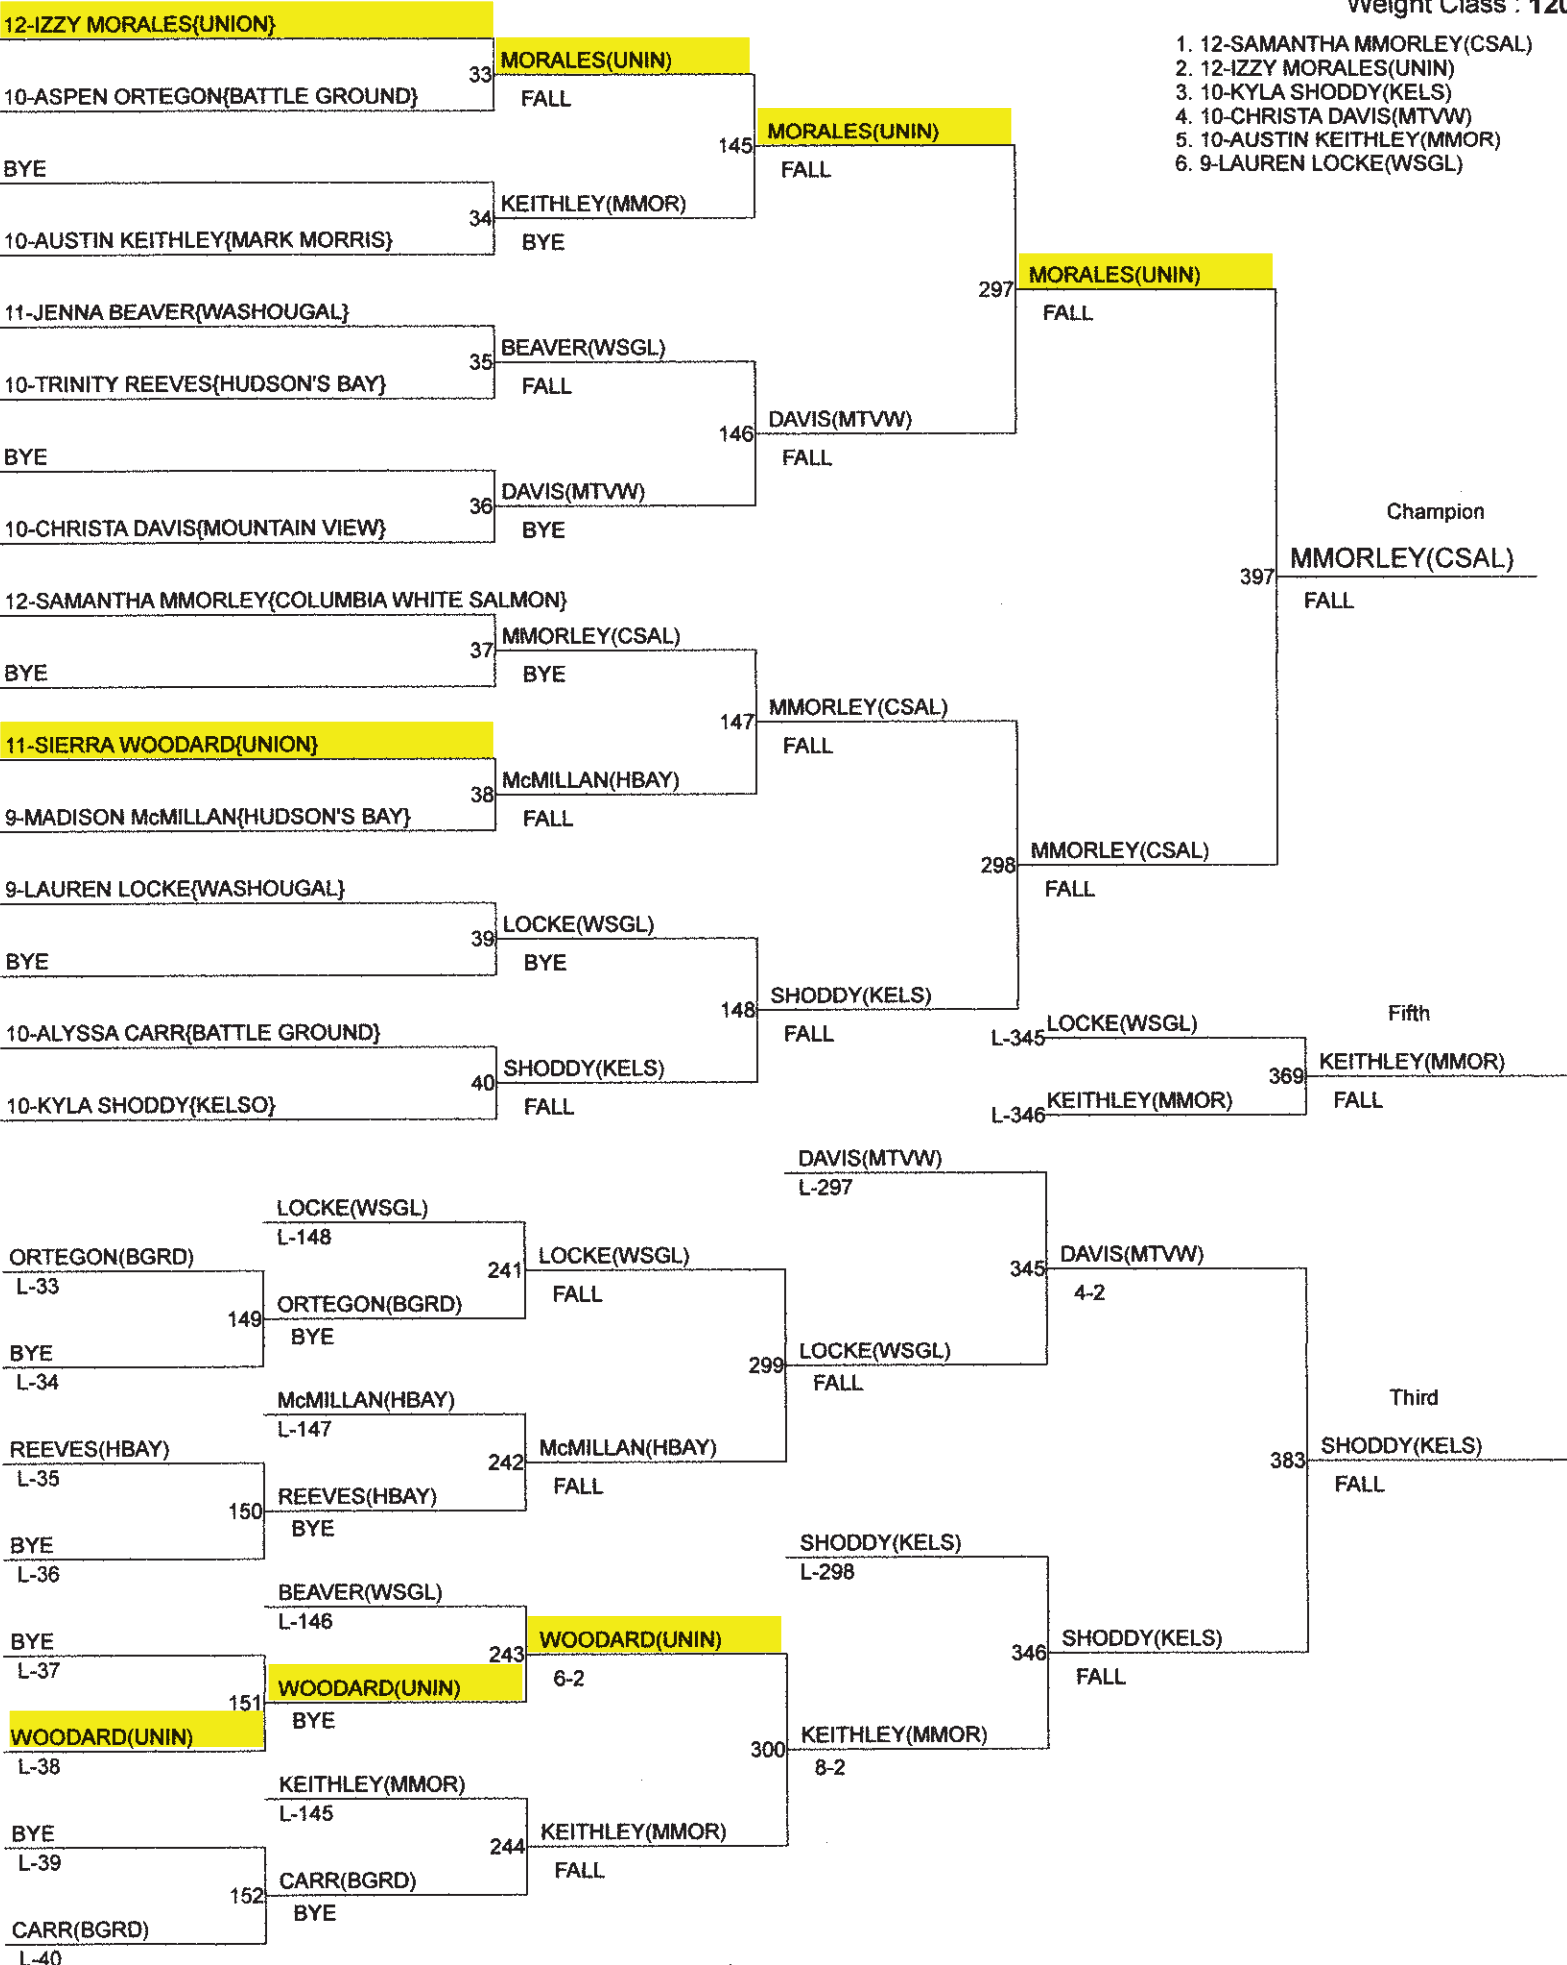 Weight Class : 120
1. 12-SAMANTHA MMORLEY(CSAL)
2. 12-IZZY MORALES(UNIN)
3. 10-KYLA SHODDY(KELS)
4. 10-CHRISTA DAVIS(MTVW)
5. 10-AUSTIN KEITHLEY(MMOR)
6. 9-LAUREN LOCKE(WSGL)
12-IZZY MORALES{UNION}
10-ASPEN ORTEGON{BATTLE GROUND}
BYE
10-AUSTIN KEITHLEY{MARK MORRIS}
11-JENNA BEAVER{WASHOUGAL}
10-TRINITY REEVES{HUDSON'S BAY}
BYE
10-CHRISTA DAVIS{MOUNTAIN VIEW}
12-SAMANTHA MMORLEY{COLUMBIA WHITE SALMON}
BYE
11-SIERRA WOODARD{UNION}
9-MADISON McMILLAN{HUDSON'S BAY}
9-LAUREN LOCKE{WASHOUGAL}
BYE
10-ALYSSA CARR{BATTLE GROUND}
10-KYLA SHODDY{KELSO}
33 MORALES(UNIN)
FALL
34 KEITHLEY(MMOR)
BYE
35 BEAVER(WSGL)
FALL
36 DAVIS(MTVW)
BYE
37 MMORLEY(CSAL)
BYE
38 McMILLAN(HBAY)
FALL
39 LOCKE(WSGL)
BYE
40 SHODDY(KELS)
FALL
145 MORALES(UNIN)
FALL
146 DAVIS(MTVW)
FALL
147 MMORLEY(CSAL)
FALL
148 SHODDY(KELS)
FALL
297 MORALES(UNIN)
FALL
298 MMORLEY(CSAL)
FALL
Champion
397 MMORLEY(CSAL)
FALL
Fifth
L-345 LOCKE(WSGL)
L-346 KEITHLEY(MMOR)
369 KEITHLEY(MMOR)
FALL
ORTEGON(BGRD)
L-33
BYE
L-34
REEVES(HBAY)
L-35
BYE
L-36
BYE
L-37
WOODARD(UNIN)
L-38
BYE
L-39
CARR(BGRD)
L-40
LOCKE(WSGL)
L-148
149 ORTEGON(BGRD)
BYE
McMILLAN(HBAY)
L-147
150 REEVES(HBAY)
BYE
BEAVER(WSGL)
L-146
151 WOODARD(UNIN)
BYE
KEITHLEY(MMOR)
L-145
152 CARR(BGRD)
BYE
241 LOCKE(WSGL)
FALL
242 McMILLAN(HBAY)
FALL
243 WOODARD(UNIN)
6-2
244 KEITHLEY(MMOR)
FALL
DAVIS(MTVW)
L-297
299 LOCKE(WSGL)
FALL
SHODDY(KELS)
L-298
300 KEITHLEY(MMOR)
8-2
345 DAVIS(MTVW)
4-2
346 SHODDY(KELS)
FALL
Third
383 SHODDY(KELS)
FALL